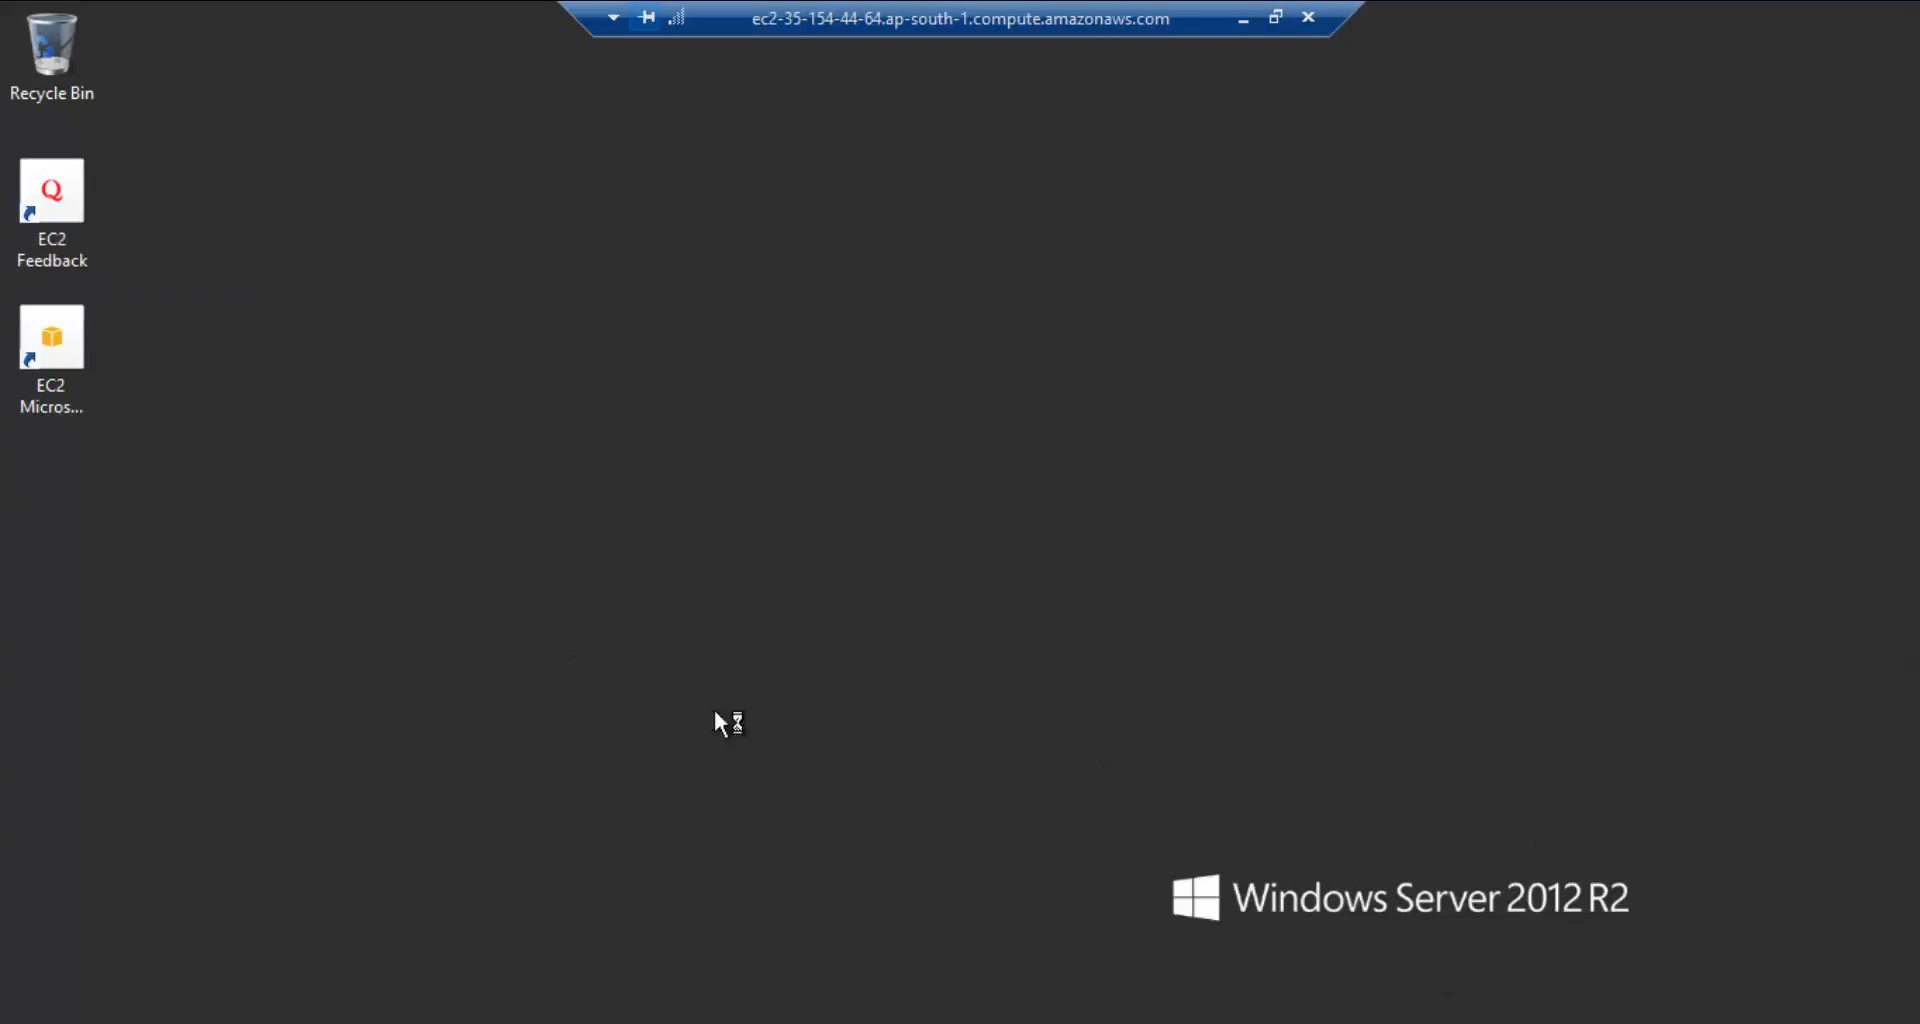 ec2-35-154-44-64.ap-south-1.compute.amazonaws.com
Recycle Bin
Q
EC2
Feedback
EC2
Micros...
Windows Server 2012 R2